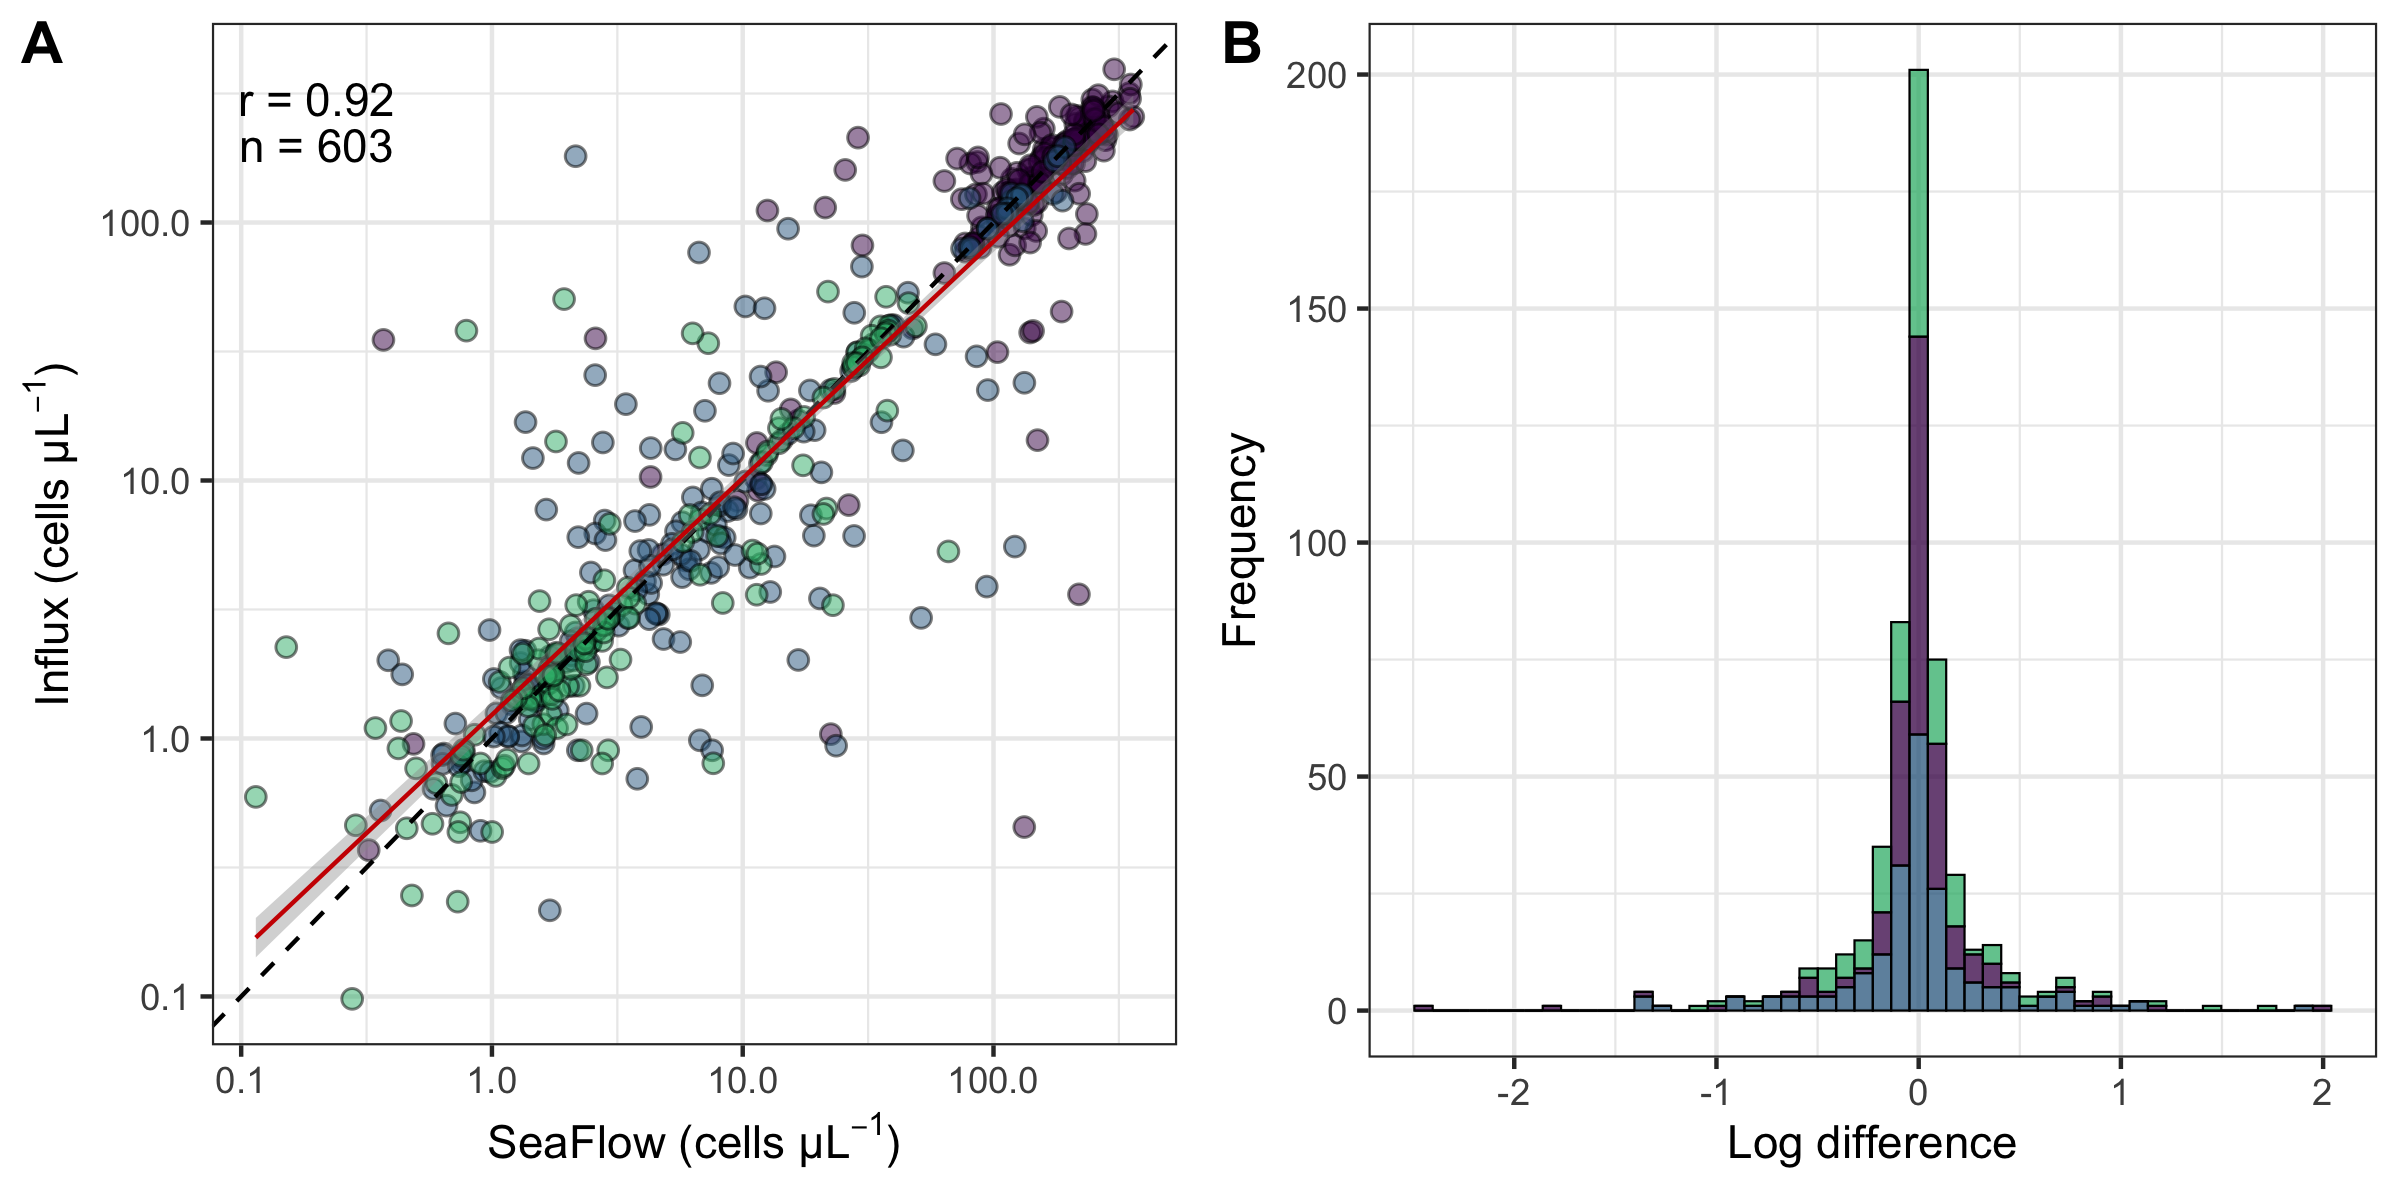 A
r = 0.92
n = 603
100.0
10.0
1.0
0.1
Influx (cells µL⁻¹)
0.1 1.0 10.0 100.0
SeaFlow (cells µL⁻¹)
B
200
150
100
50
0
Frequency
-2 -1 0 1 2
Log difference